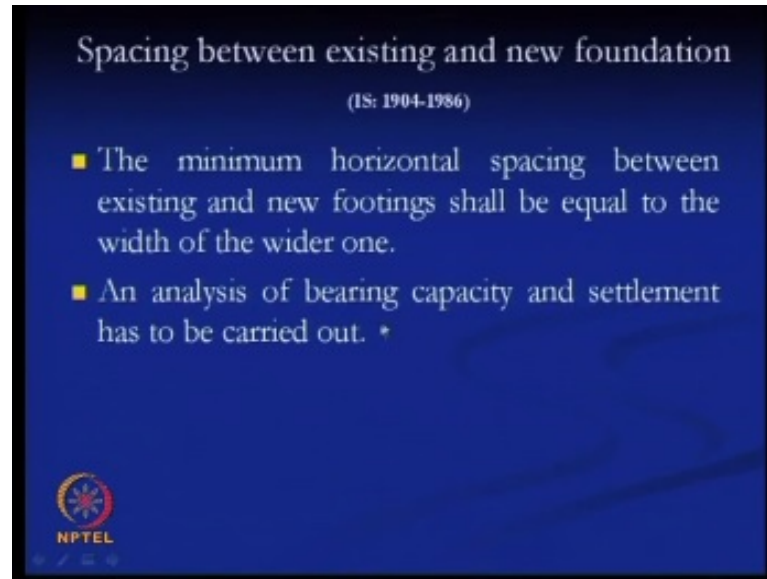 Spacing between existing and new foundation
(IS: 1904-1986)
The minimum horizontal spacing between
existing and new footings shall be equal to the
width of the wider one.
An analysis of bearing capacity and settlement
has to be carried out.
NPTEL